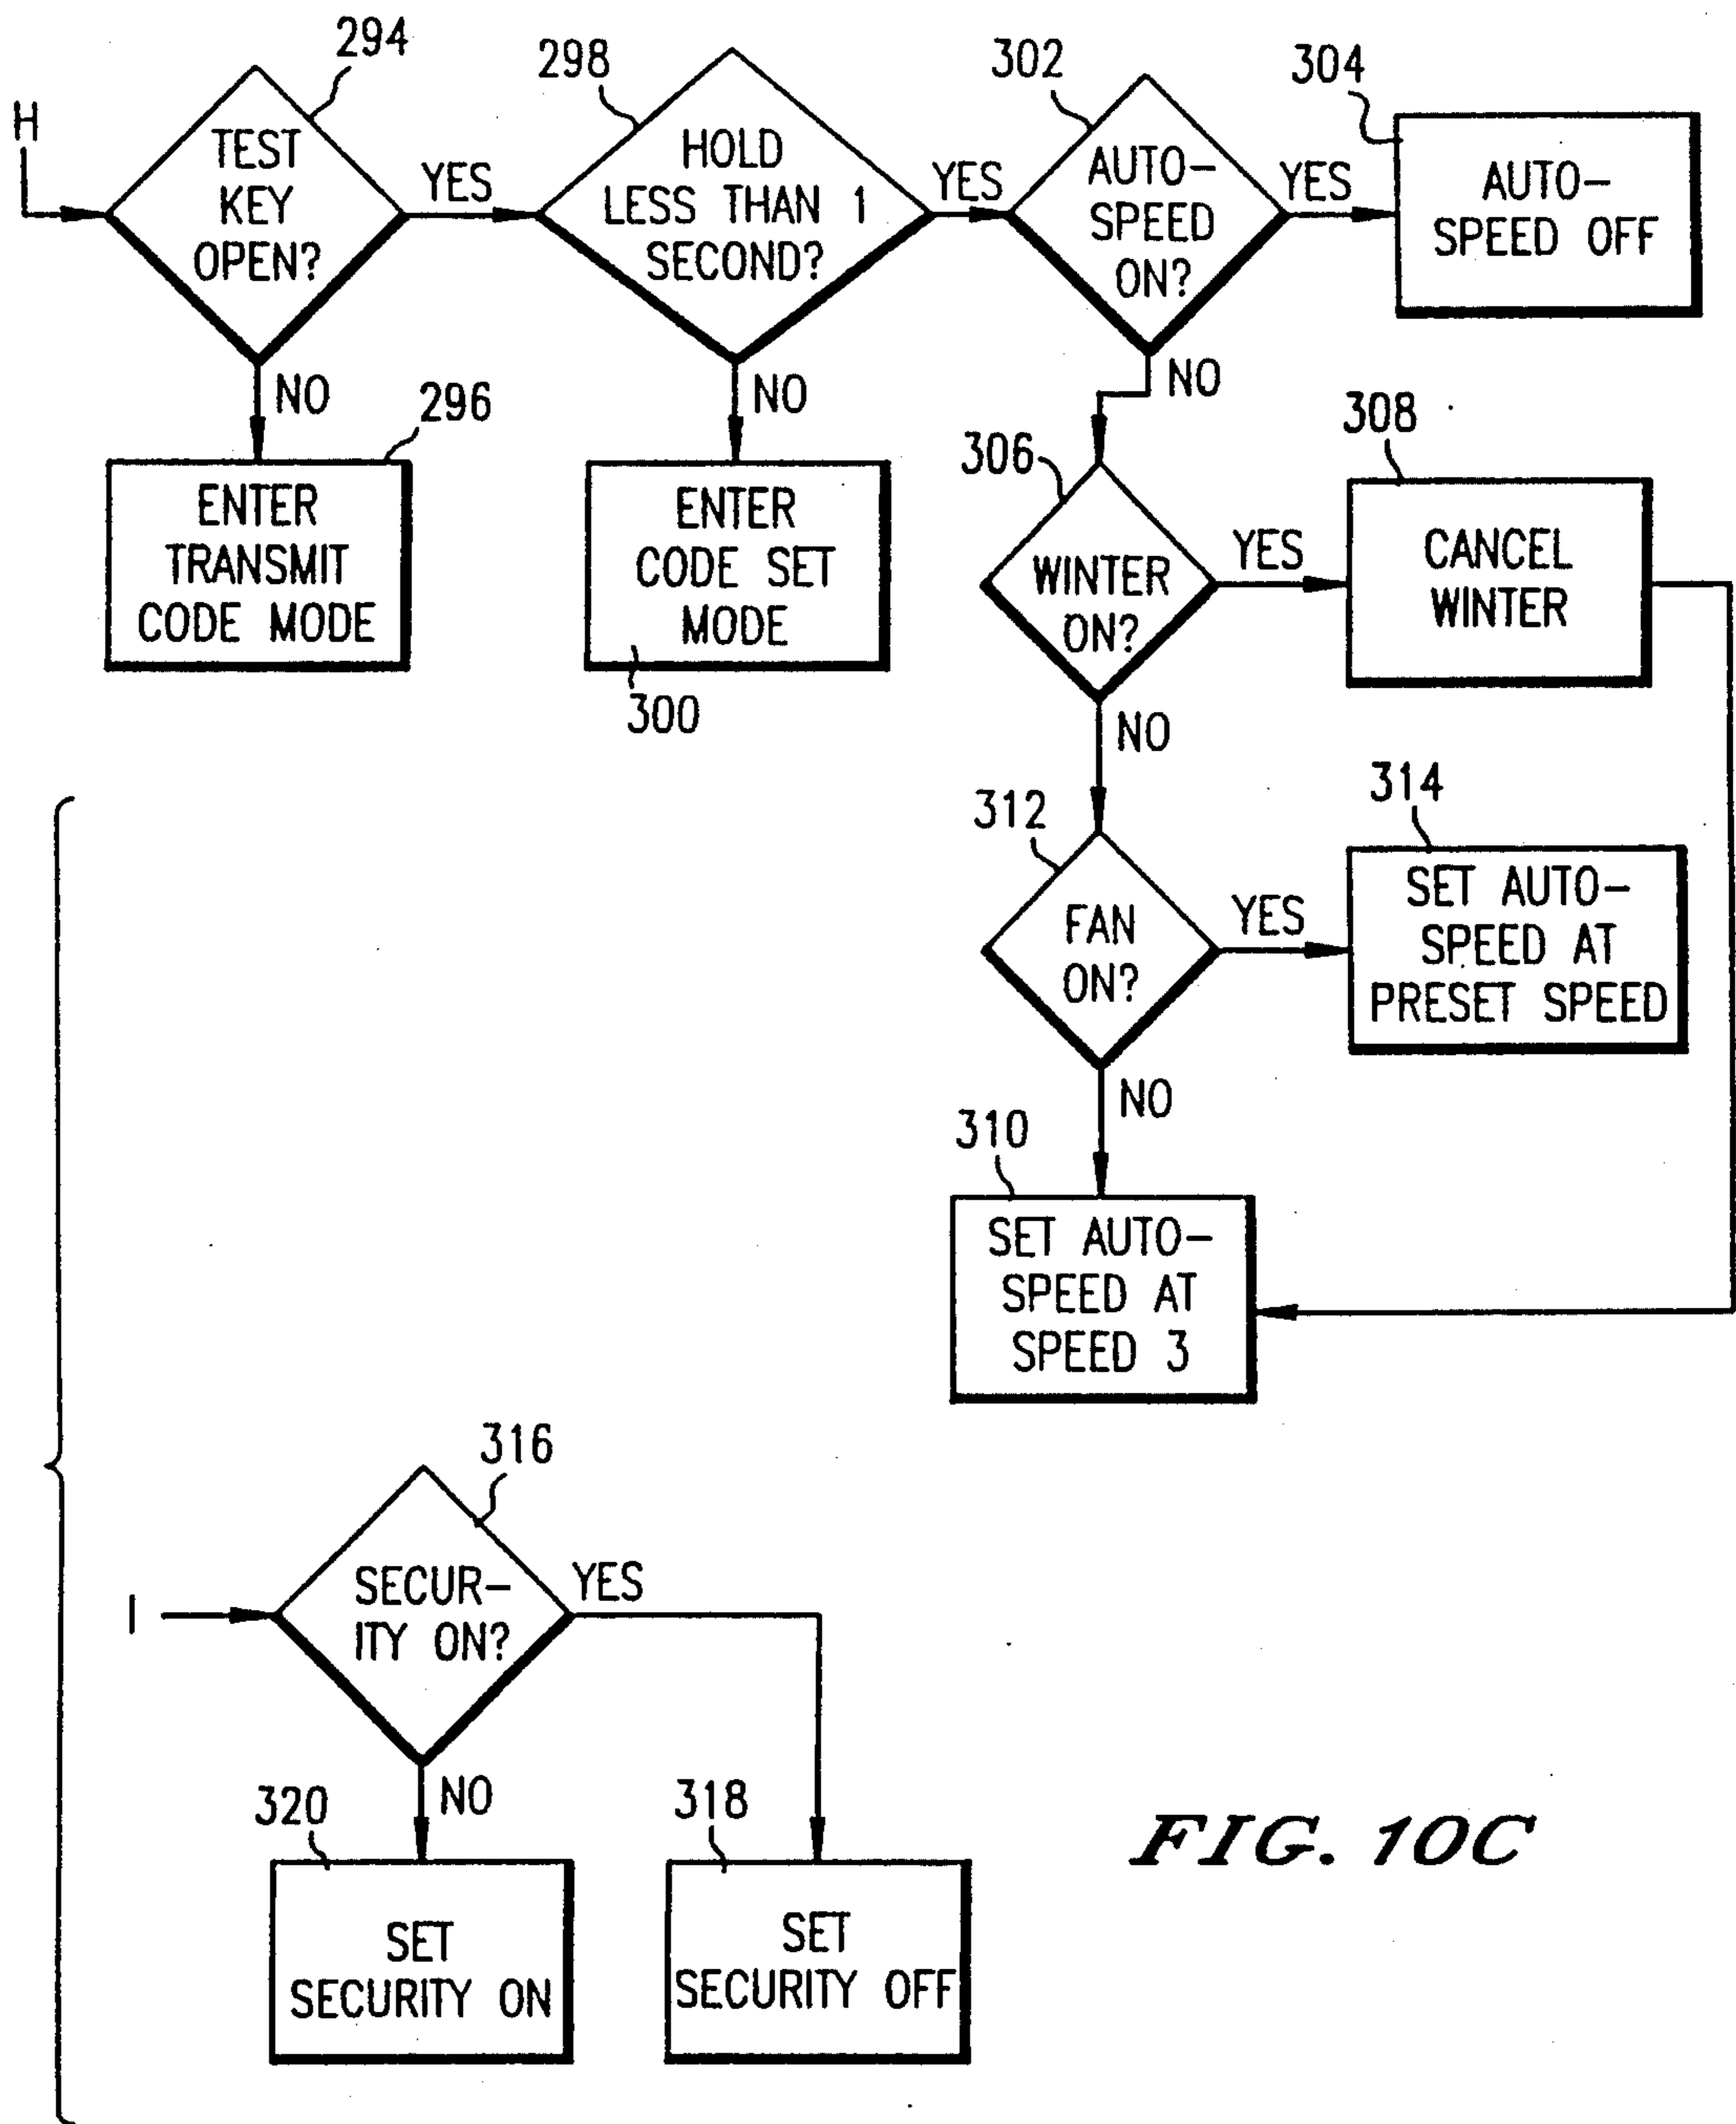 H
294
TEST
KEY
OPEN?
YES
NO
296
ENTER
TRANSMIT
CODE MODE
298
HOLD
LESS THAN 1
SECOND?
YES
NO
ENTER
CODE SET
MODE
300
302
AUTO-
SPEED
ON?
YES
NO
304
AUTO-
SPEED OFF
306
WINTER
ON?
YES
NO
308
CANCEL
WINTER
312
FAN
ON?
YES
NO
314
SET AUTO-
SPEED AT
PRESET SPEED
310
SET AUTO-
SPEED AT
SPEED 3
I
316
SECUR-
ITY ON?
YES
NO
320
SET
SECURITY ON
318
SET
SECURITY OFF
FIG. 10C